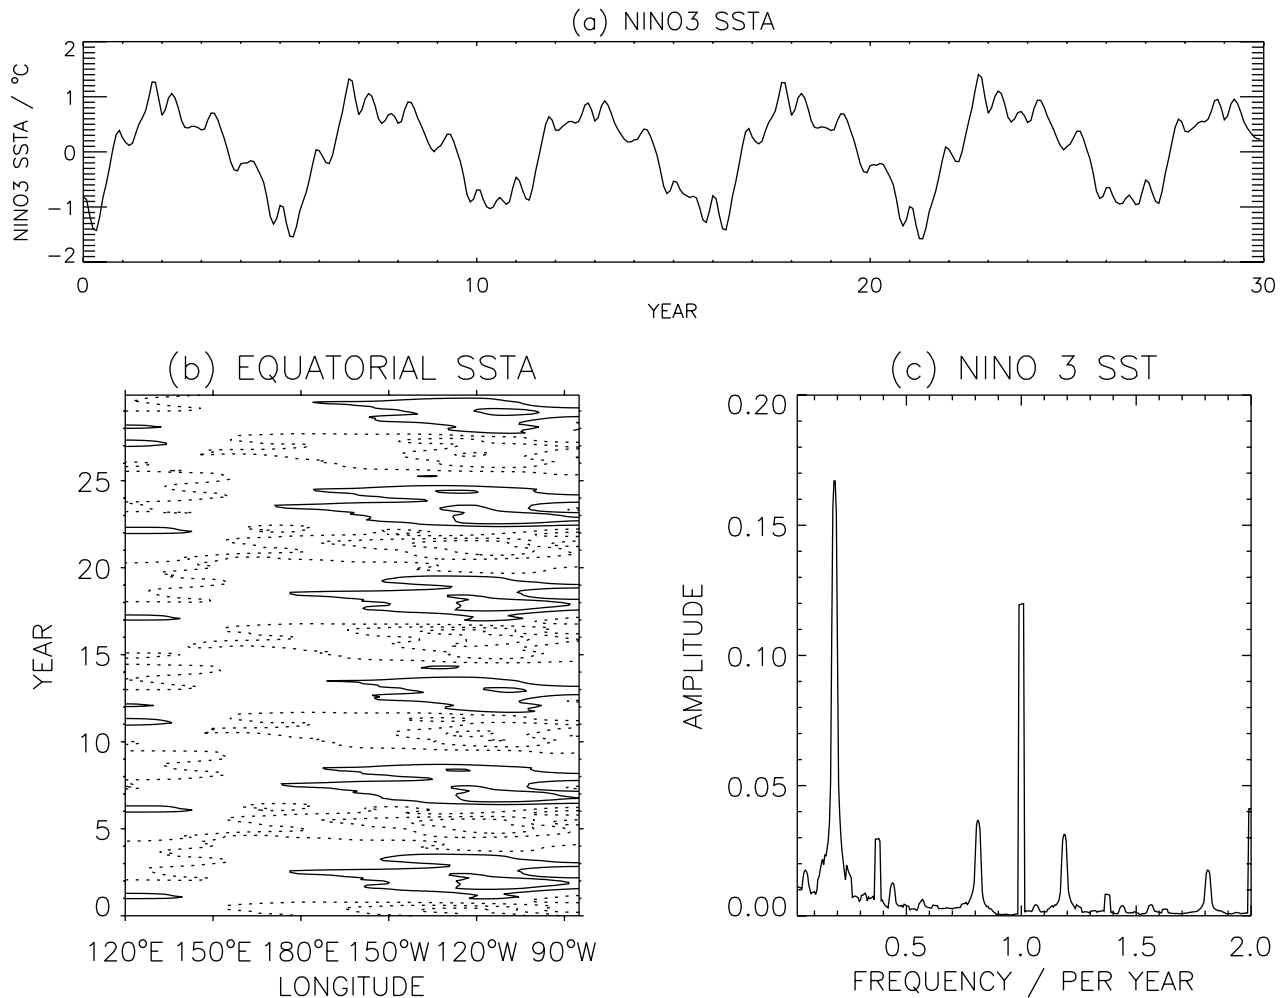 (a) NINO3 SSTA
NINO3 SSTA / °C
2
1
0
−1
−2
0 10 20 30
YEAR
(b) EQUATORIAL SSTA
YEAR
25
20
15
10
5
0
120°E 150°E 180°E 150°W 120°W 90°W
LONGITUDE
(c) NINO 3 SST
AMPLITUDE
0.20
0.15
0.10
0.05
0.00
0.5 1.0 1.5 2.0
FREQUENCY / PER YEAR